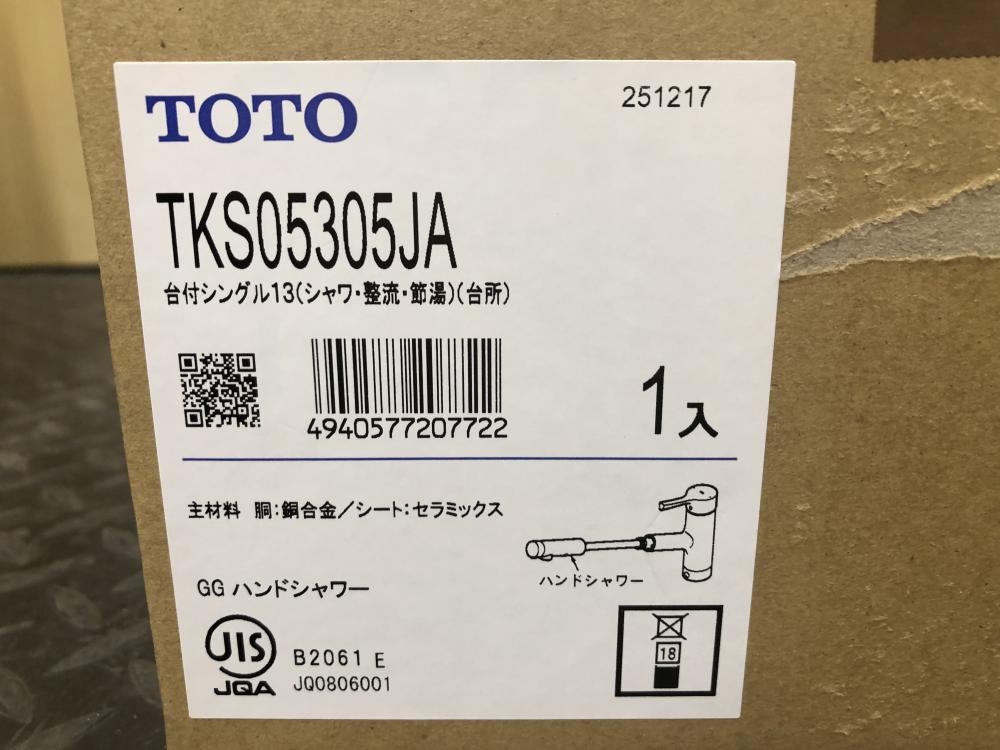 TOTO
251217
TKS05305JA
台付シングル13(シャワ・整流・節湯)(台所)
4940577207722
1入
主材料 胴:銅合金/シート:セラミックス
ハンドシャワー
GG ハンドシャワー
JIS
JQA
B2061 E
JQ0806001
18